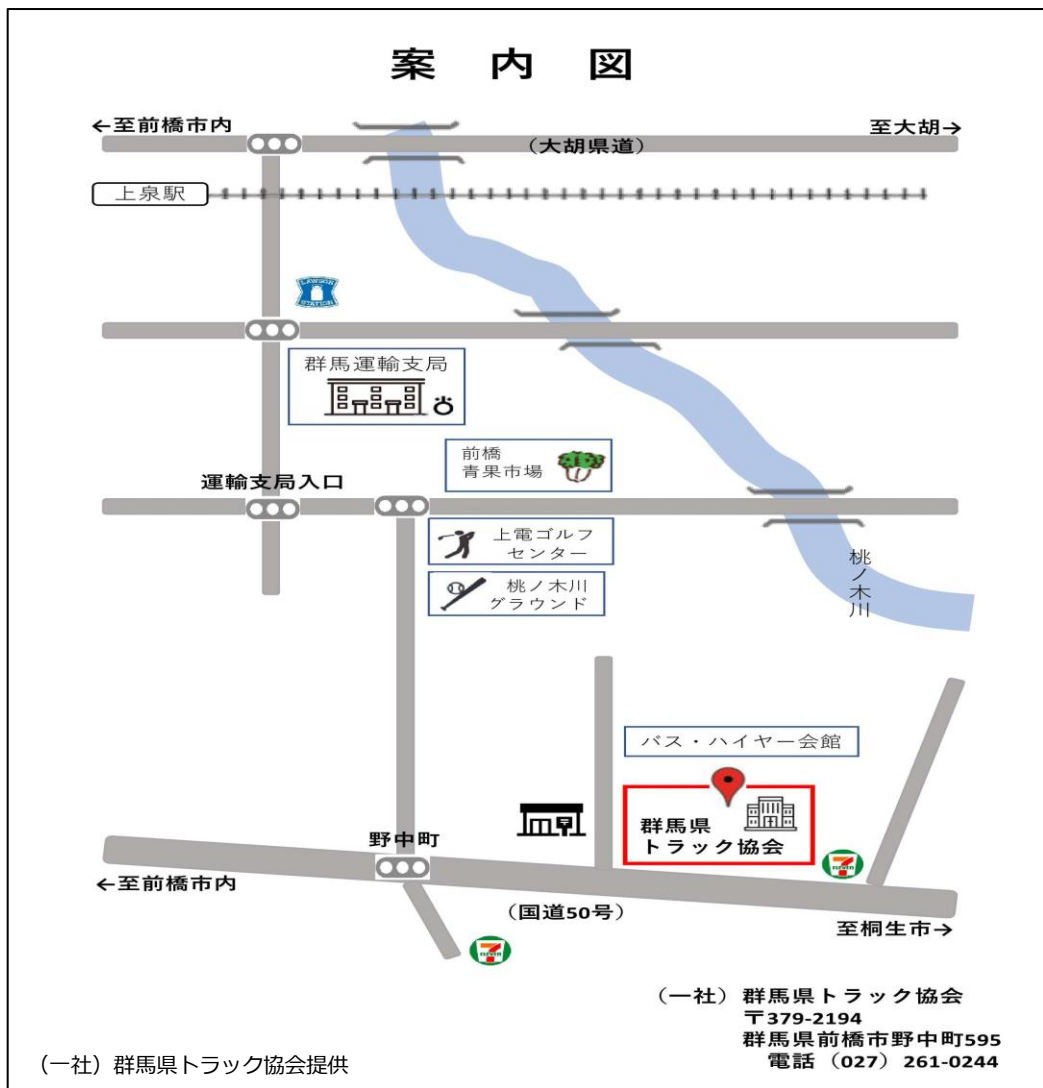 案 内 図
←至前橋市内
至大胡→
（大胡県道）
上泉駅
LAWSON
STATION
群馬運輸支局
前橋
青果市場
運輸支局入口
上電ゴルフ
センター
桃ノ木川
グラウンド
桃ノ木川
バス・ハイヤー会館
群馬県
トラック協会
野中町
7
ELEVEN
←至前橋市内
（国道50号）
至桐生市→
7
ELEVEN
（一社）群馬県トラック協会
〒379-2194
群馬県前橋市野中町595
電話（027）261-0244
（一社）群馬県トラック協会提供